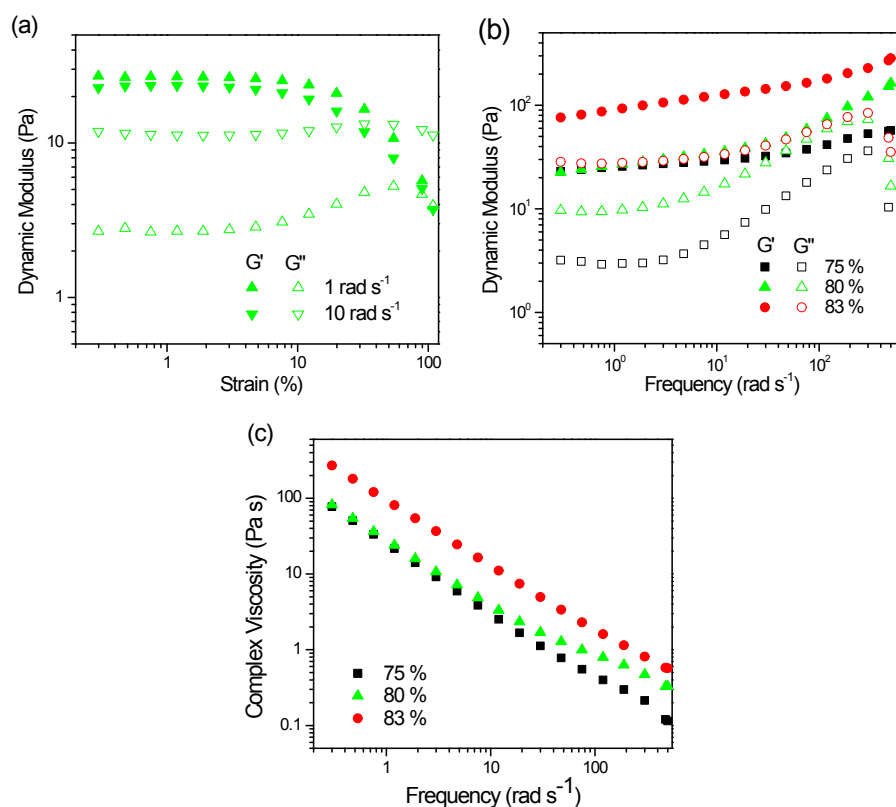 (a)
Dynamic Modulus (Pa)
10
1
G' G"
1 rad s⁻¹
10 rad s⁻¹
1 10 100
Strain (%)
(b)
Dynamic Modulus (Pa)
10²
10¹
10⁰
G' G"
75 %
80 %
83 %
10⁰ 10¹ 10²
Frequency (rad s⁻¹)
(c)
Complex Viscosity (Pa s)
100
10
1
0.1
75 %
80 %
83 %
1 10 100
Frequency (rad s⁻¹)